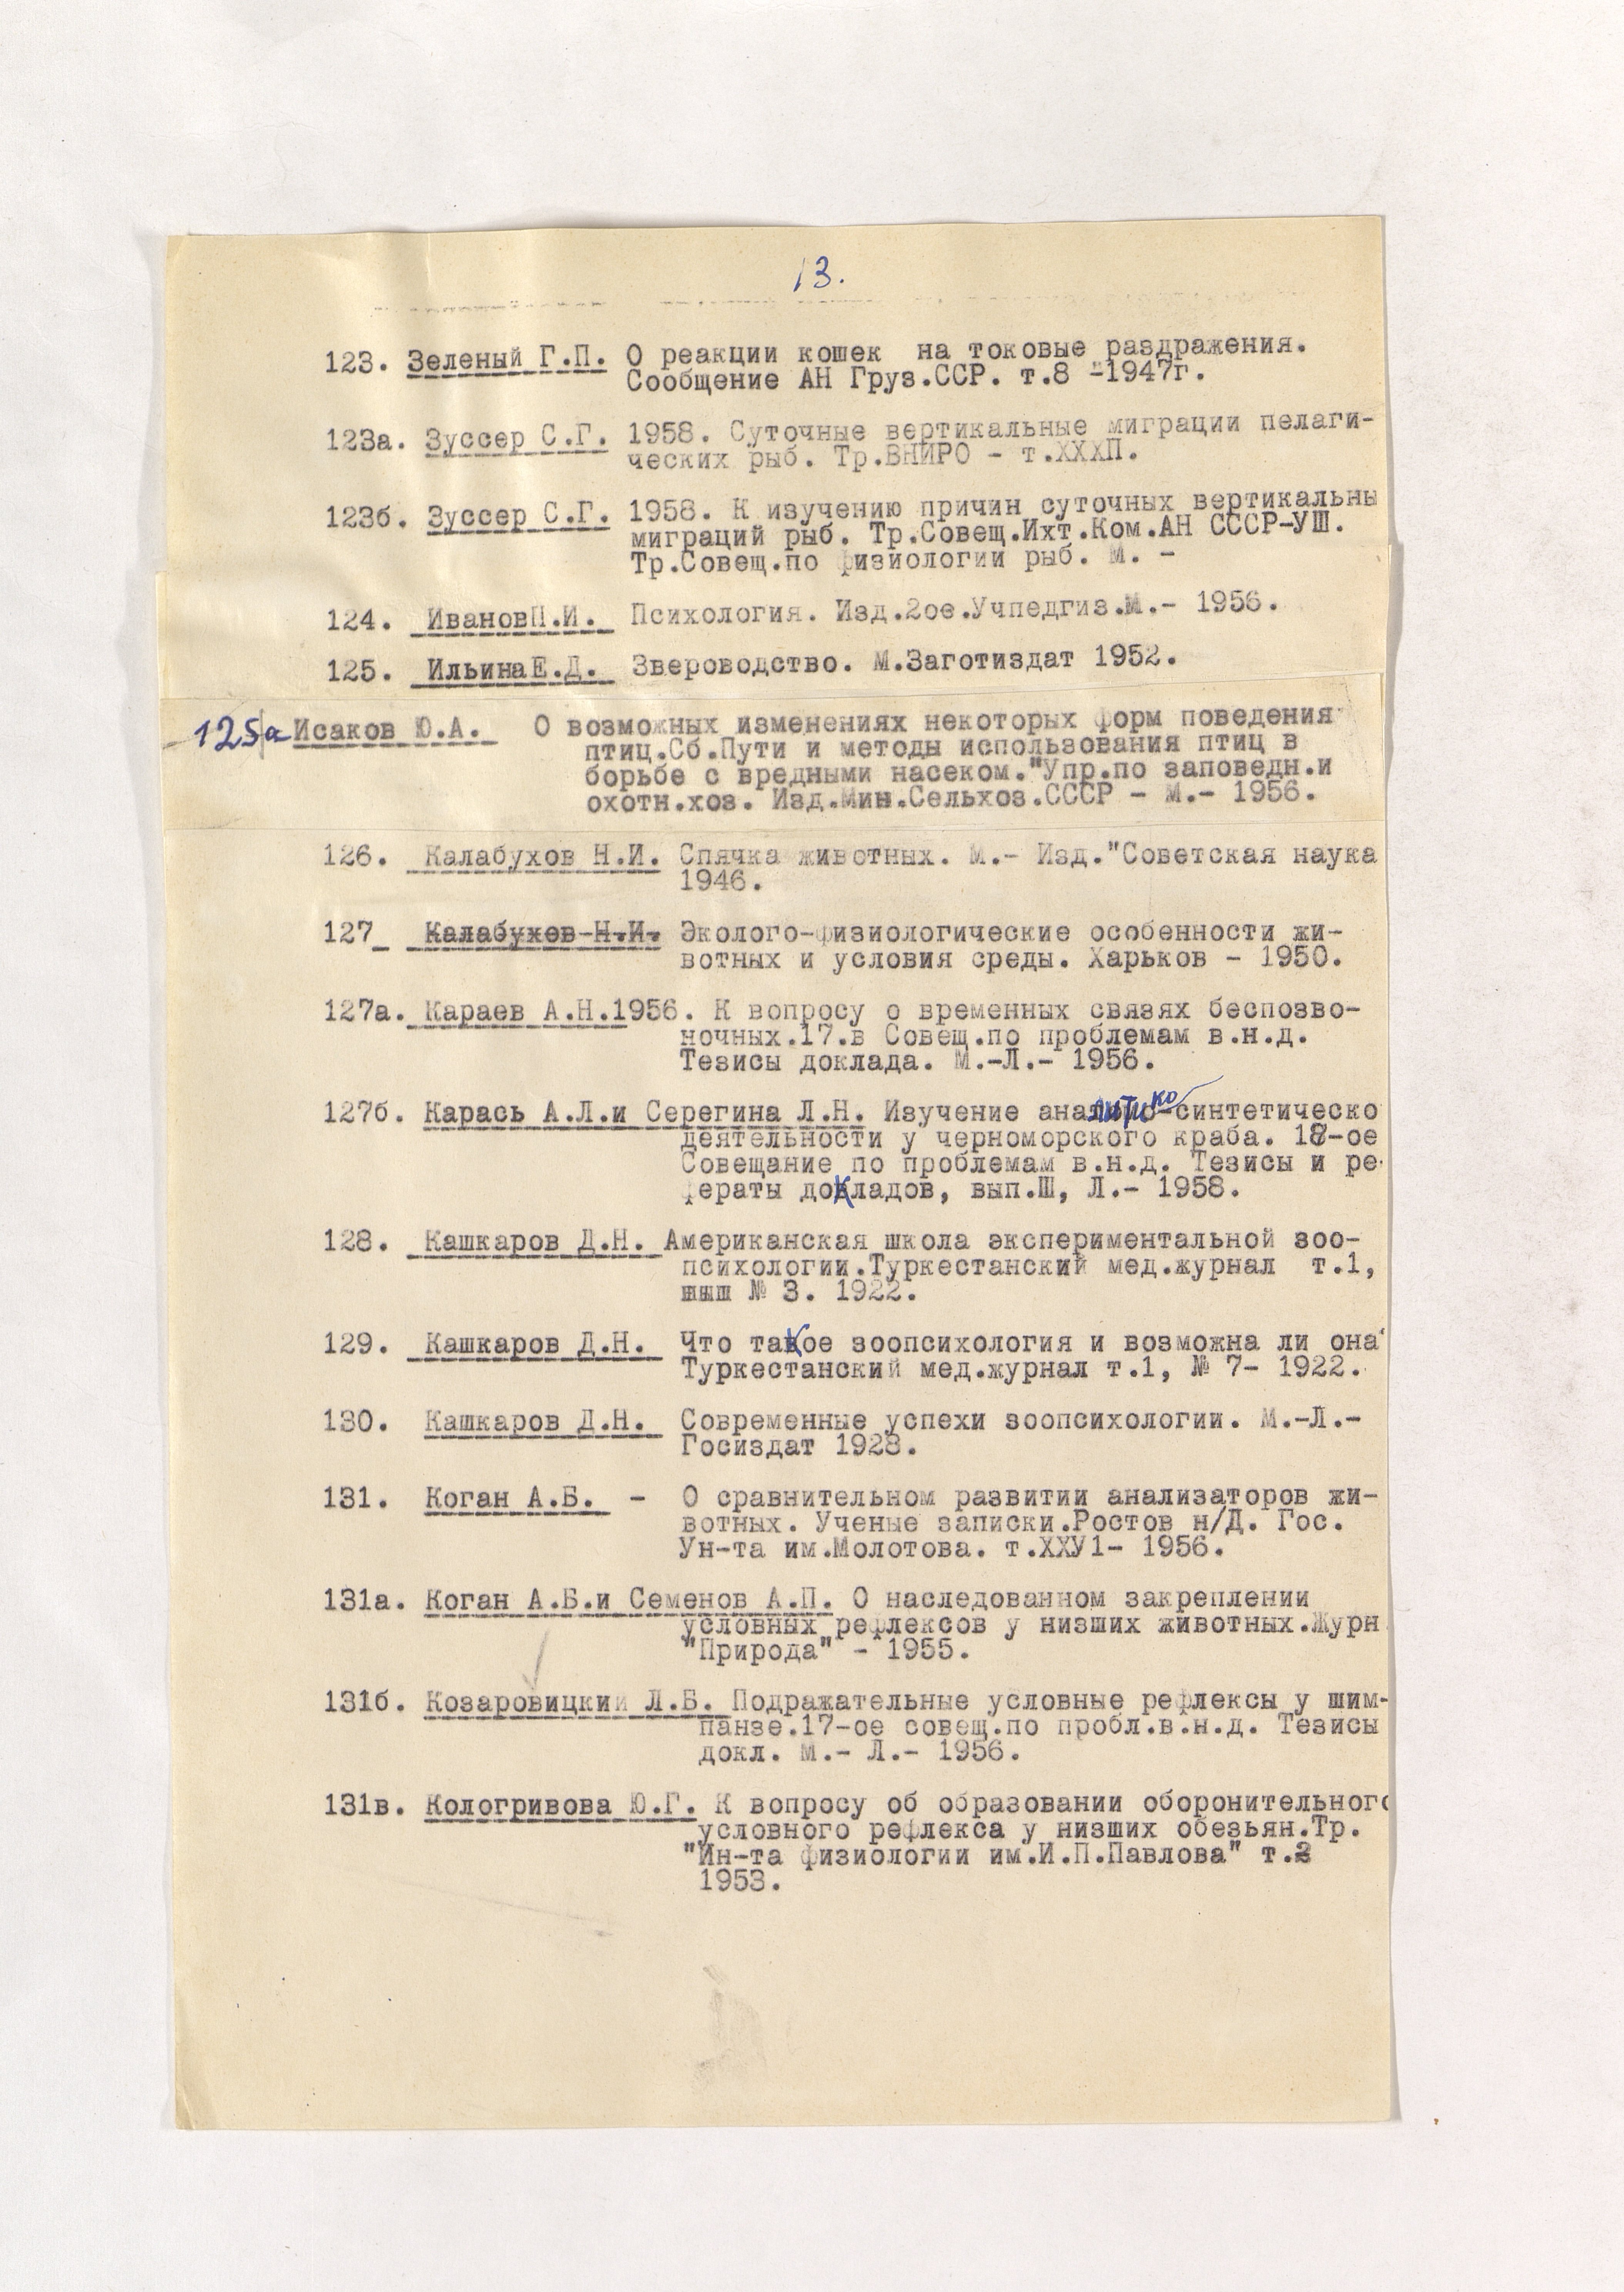 13.
123. Зеленый Г.П. О реакции кошек на токовые раздражения.
Сообщение АН Груз.ССР. т.8 -1947г.
123а. Зуссер С.Г. 1958. Суточные вертикальные миграции пелаги-
ческих рыб. Тр.ВНИРО - т.ХХХП.
123б. Зуссер С.Г. 1958. К изучению причин суточных вертикальны
миграций рыб. Тр.Совещ.Ихт.Ком.АН СССР-УШ.
Тр.Совещ.по физиологии рыб. М. -
124. ИвановП.И. Психология. Изд.2ое.Учпедгиз.М.- 1956.
125. ИльинаЕ.Д. Звероводство. М.Заготиздат 1952.
125а Исаков Ю.А. О возможных изменениях некоторых форм поведения
птиц.Сб.Пути и методы использования птиц в
борьбе с вредными насеком."Упр.по заповедн.и
охотн.хоз. Изд.Мин.Сельхоз.СССР - М.- 1956.
126. Калабухов Н.И. Спячка животных. М.- Изд."Советская наука
1946.
127_ Калабухов Н.И. Эколого-физиологические особенности жи-
вотных и условия среды. Харьков - 1950.
127а. Караев А.Н.1956. К вопросу о временных связях беспозво-
ночных.17.в Совещ.по проблемам в.н.д.
Тезисы доклада. М.-Л.- 1956.
127б. Карась А.Л.и Серегина Л.Н. Изучение аналитико-синтетическо
деятельности у черноморского краба. 18-ое
Совещание по проблемам в.н.д. Тезисы и ре-
фераты докладов, вып.Ш, Л.- 1958.
128. Кашкаров Д.Н. Американская школа экспериментальной зоо-
психологии.Туркестанский мед.журнал т.1,
№ 3. 1922.
129. Кашкаров Д.Н. Что такое зоопсихология и возможна ли она
Туркестанский мед.журнал т.1, № 7- 1922.
130. Кашкаров Д.Н. Современные успехи зоопсихологии. М.-Л.-
Госиздат 1928.
131. Коган А.Б. - О сравнительном развитии анализаторов жи-
вотных. Ученые записки.Ростов н/Д. Гос.
Ун-та им.Молотова. т.ХХУ1- 1956.
131а. Коган А.Б.и Семенов А.П. О наследованном закреплении
условных рефлексов у низших животных.Журн
"Природа" - 1955.
131б. Козаровицкий Л.Б. Подражательные условные рефлексы у шим-
панзе.17-ое совещ.по пробл.в.н.д. Тезисы
докл. М.- Л.- 1956.
131в. Кологривова Ю.Г. К вопросу об образовании оборонительного
условного рефлекса у низших обезьян.Тр.
"Ин-та физиологии им.И.П.Павлова" т.2
1953.